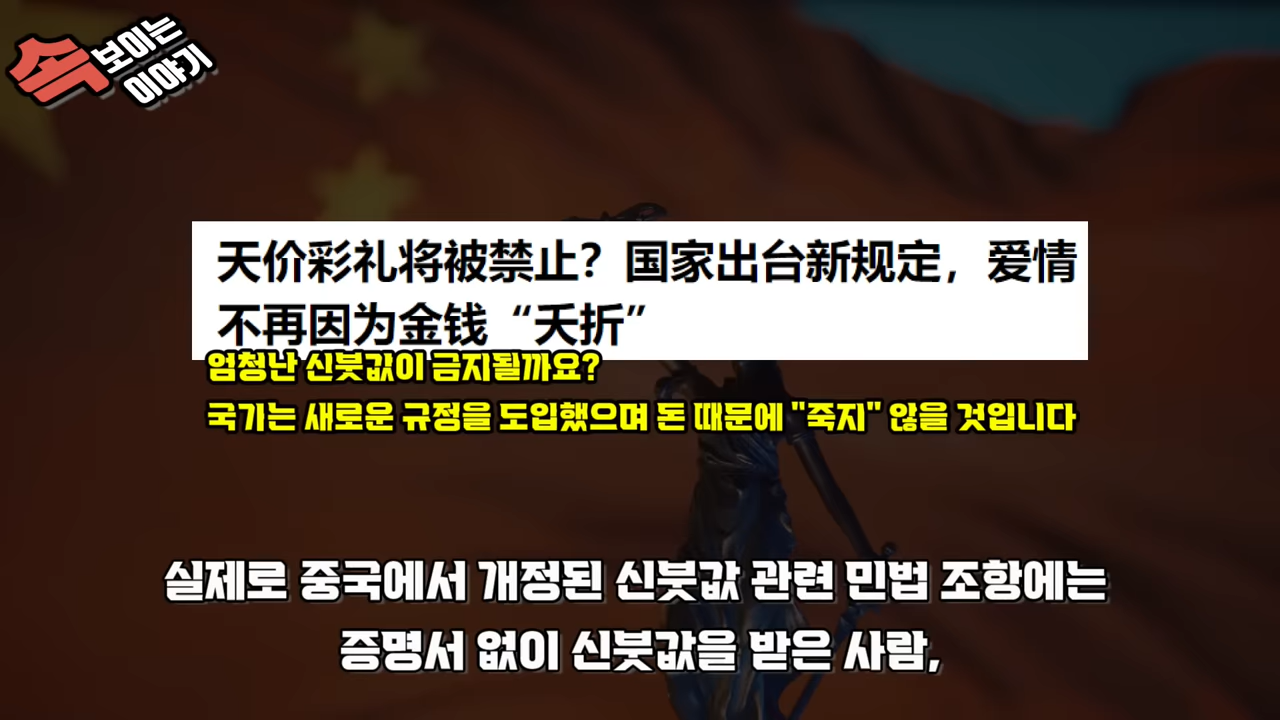 속보이는
이야기
天价彩礼将被禁止？国家出台新规定，爱情
不再因为金钱“夭折”
엄청난 신붓값이 금지될까요?
국가는 새로운 규정을 도입했으며 돈 때문에 "죽지" 않을 것입니다
실제로 중국에서 개정된 신붓값 관련 민법 조항에는
증명서 없이 신붓값을 받은 사람,